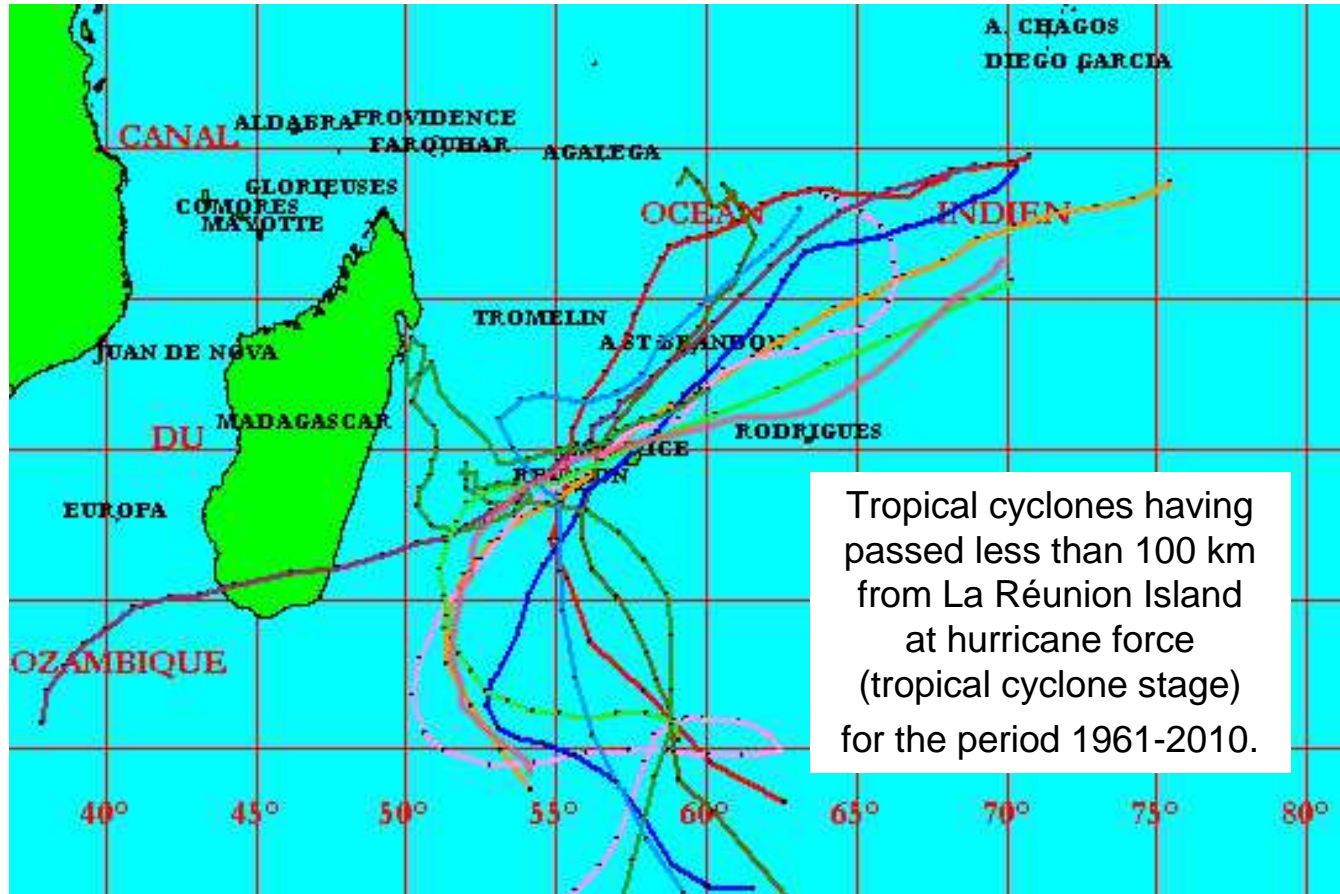 A. CHAGOS
DIEGO GARCIA
ALDABRA PROVIDENCE
CANAL
FARQUHAR
AGALEGA
GLORIEUSES
COMORES
MAYOTTE
OCEAN INDIEN
TROMELIN
JUAN DE NOVA
MADAGASCAR
DU
RODRIGUES
EUROPA
OZAMBIQUE
Tropical cyclones having
passed less than 100 km
from La Réunion Island
at hurricane force
(tropical cyclone stage)
for the period 1961-2010.
40° 45° 50° 55° 60° 65° 70° 75° 80°